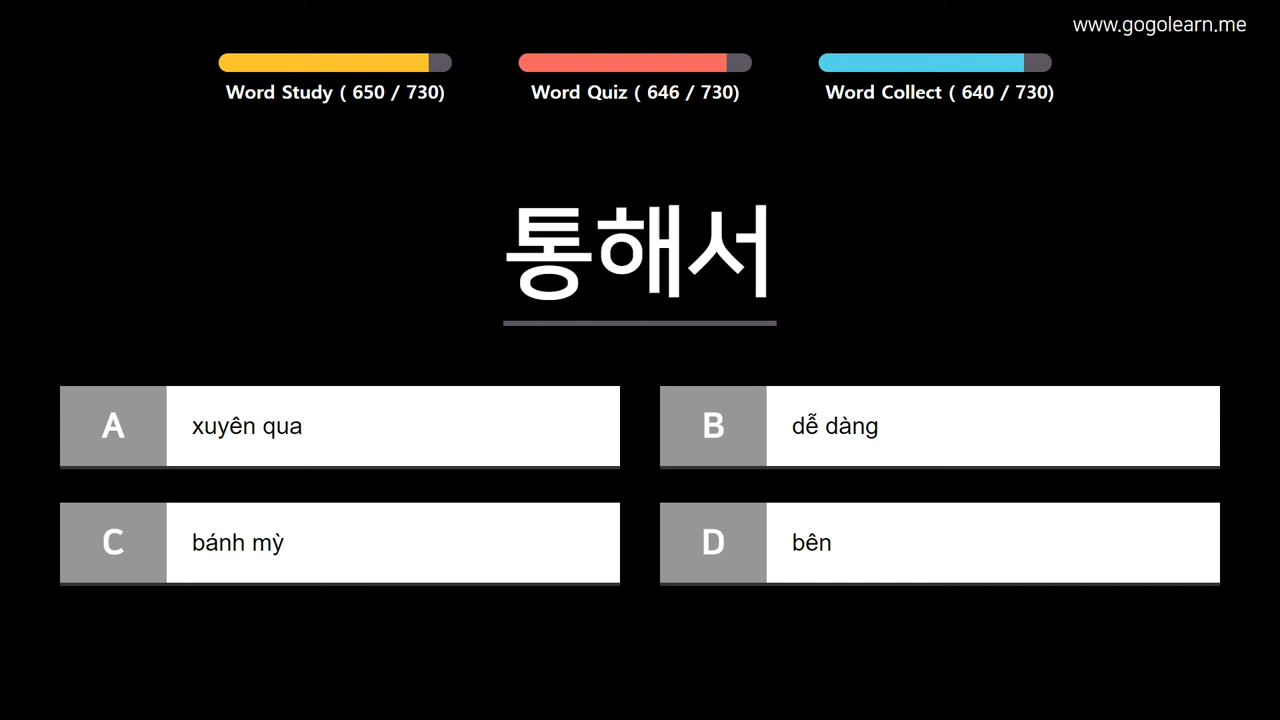 www.gogolearn.me
Word Study ( 650 / 730)
Word Quiz ( 646 / 730)
Word Collect ( 640 / 730)
통해서
A xuyên qua
B dễ dàng
C bánh mỳ
D bên